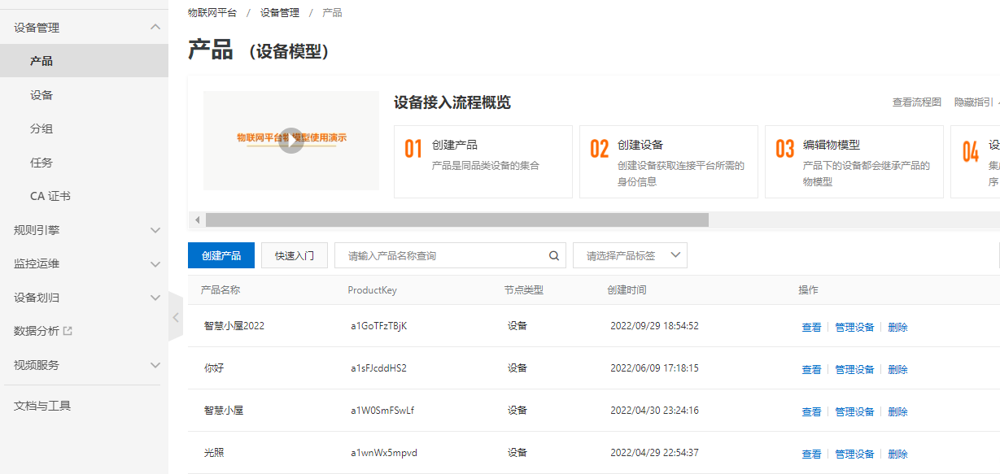 物联网平台 / 设备管理 / 产品
设备管理
产品
设备
分组
任务
CA 证书
规则引擎
监控运维
设备划归
数据分析
视频服务
文档与工具
产品 （设备模型）
物联网平台物模型使用演示
设备接入流程概览
查看流程图 隐藏指引
01 创建产品
产品是同品类设备的集合
02 创建设备
创建设备获取连接平台所需的
身份信息
03 编辑物模型
产品下的设备都会继承产品的
物模型
04 设
集
序
创建产品 快速入门 请输入产品名称查询 请选择产品标签
产品名称 ProductKey 节点类型 创建时间 操作
智慧小屋2022 a1GoTFzTBjK 设备 2022/09/29 18:54:52 查看 管理设备 删除
你好 a1sFJcddHS2 设备 2022/06/09 17:18:15 查看 管理设备 删除
智慧小屋 a1W0SmFSwLf 设备 2022/04/30 23:24:16 查看 管理设备 删除
光照 a1wnWx5mpvd 设备 2022/04/29 22:54:37 查看 管理设备 删除